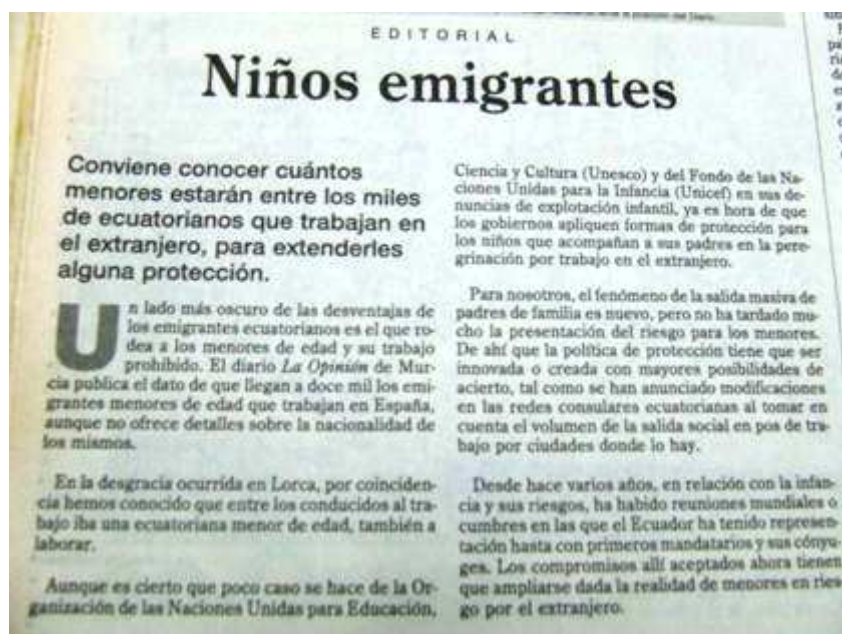 EDITORIAL
Niños emigrantes
Conviene conocer cuántos
menores estarán entre los miles
de ecuatorianos que trabajan en
el extranjero, para extenderles
alguna protección.
Un lado más oscuro de las desventajas de
los emigrantes ecuatorianos es el que ro-
dea a los menores de edad y su trabajo
prohibido. El diario La Opinión de Mur-
cia publica el dato de que llegan a doce mil los emi-
grantes menores de edad que trabajan en España,
aunque no ofrece detalles sobre la nacionalidad de
los mismos.
En la desgracia ocurrida en Lorca, por coinciden-
cia hemos conocido que entre los conducidos al tra-
bajo iba una ecuatoriana menor de edad, también a
laborar.
Aunque es cierto que poco caso se hace de la Or-
ganización de las Naciones Unidas para Educación,
Ciencia y Cultura (Unesco) y del Fondo de las Na-
ciones Unidas para la Infancia (Unicef) en sus de-
nuncias de explotación infantil, ya es hora de que
los gobiernos apliquen formas de protección para
los niños que acompañan a sus padres en la pere-
grinación por trabajo en el extranjero.
Para nosotros, el fenómeno de la salida masiva de
padres de familia es nuevo, pero no ha tardado mu-
cho la presentación del riesgo para los menores.
De ahí que la política de protección tiene que ser
innovada o creada con mayores posibilidades de
acierto, tal como se han anunciado modificaciones
en las redes consulares ecuatorianas al tomar en
cuenta el volumen de la salida social en pos de tra-
bajo por ciudades donde lo hay.
Desde hace varios años, en relación con la infan-
cia y sus riesgos, ha habido reuniones mundiales o
cumbres en las que el Ecuador ha tenido represen-
tación hasta con primeros mandatarios y sus cónyu-
ges. Los compromisos allí aceptados ahora tienen
que ampliarse dada la realidad de menores en ries-
go por el extranjero.